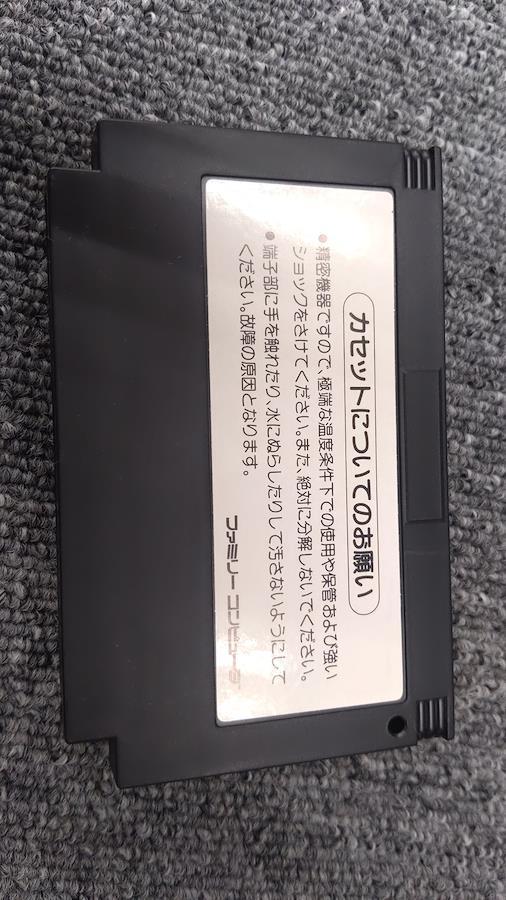 カセットについてのお願い
● 精密機器ですので、極端な温度条件下での使用や保管および強い
ショックをさけてください。また、絶対に分解しないでください。
● 端子部に手を触れたり、水にぬらしたりして汚さないようにして
ください。故障の原因となります。
ファミリー コンピュータ